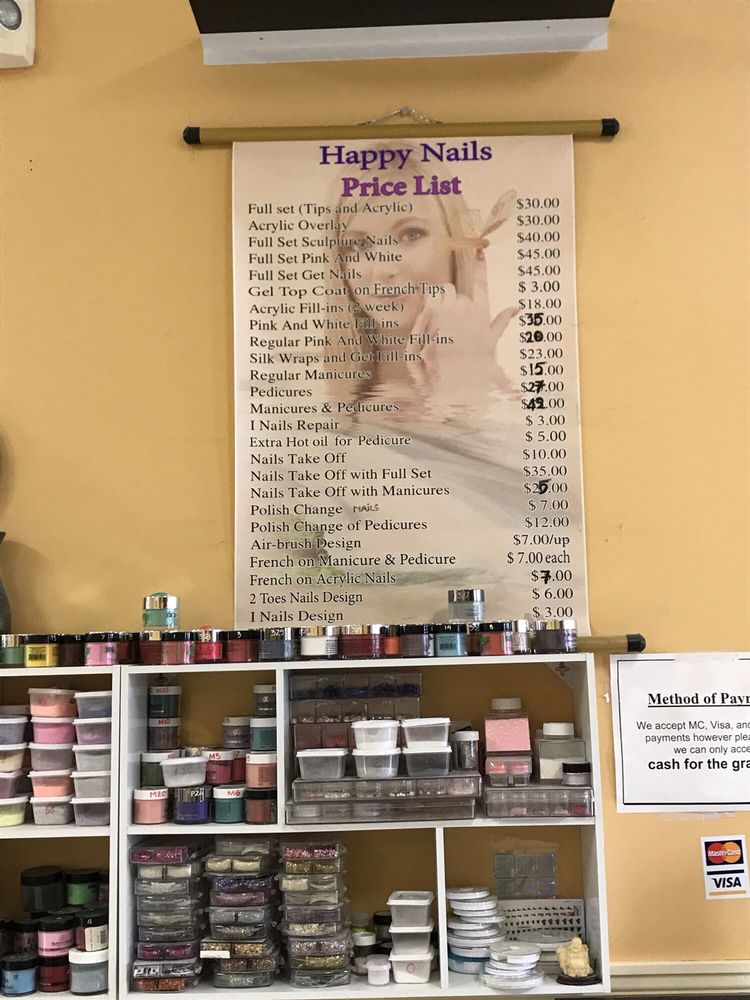 Happy Nails
Price List
Full set (Tips and Acrylic) $30.00
Acrylic Overlay $30.00
Full Set Sculpture Nails $40.00
Full Set Pink And White $45.00
Full Set Get Nails $45.00
Gel Top Coat on French Tips $ 3.00
Acrylic Fill-ins (2 week) $18.00
Pink And White Fill-ins $35.00
Regular Pink And White Fill-ins $20.00
Silk Wraps and Get Fill-ins $23.00
Regular Manicures $15.00
Pedicures $27.00
Manicures & Pedicures $42.00
I Nails Repair $ 3.00
Extra Hot oil for Pedicure $ 5.00
Nails Take Off $10.00
Nails Take Off with Full Set $35.00
Nails Take Off with Manicures $25.00
Polish Change NAILS $ 7.00
Polish Change of Pedicures $12.00
Air-brush Design $7.00/up
French on Manicure & Pedicure $ 7.00 each
French on Acrylic Nails $7.00
2 Toes Nails Design $ 6.00
I Nails Design $ 3.00
Method of Paym
We accept MC, Visa, and
payments however plea
we can only acce
cash for the gra
MasterCard
VISA
M5
M20
M6